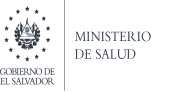 GOBIERNO DE
EL SALVADOR
MINISTERIO
DE SALUD